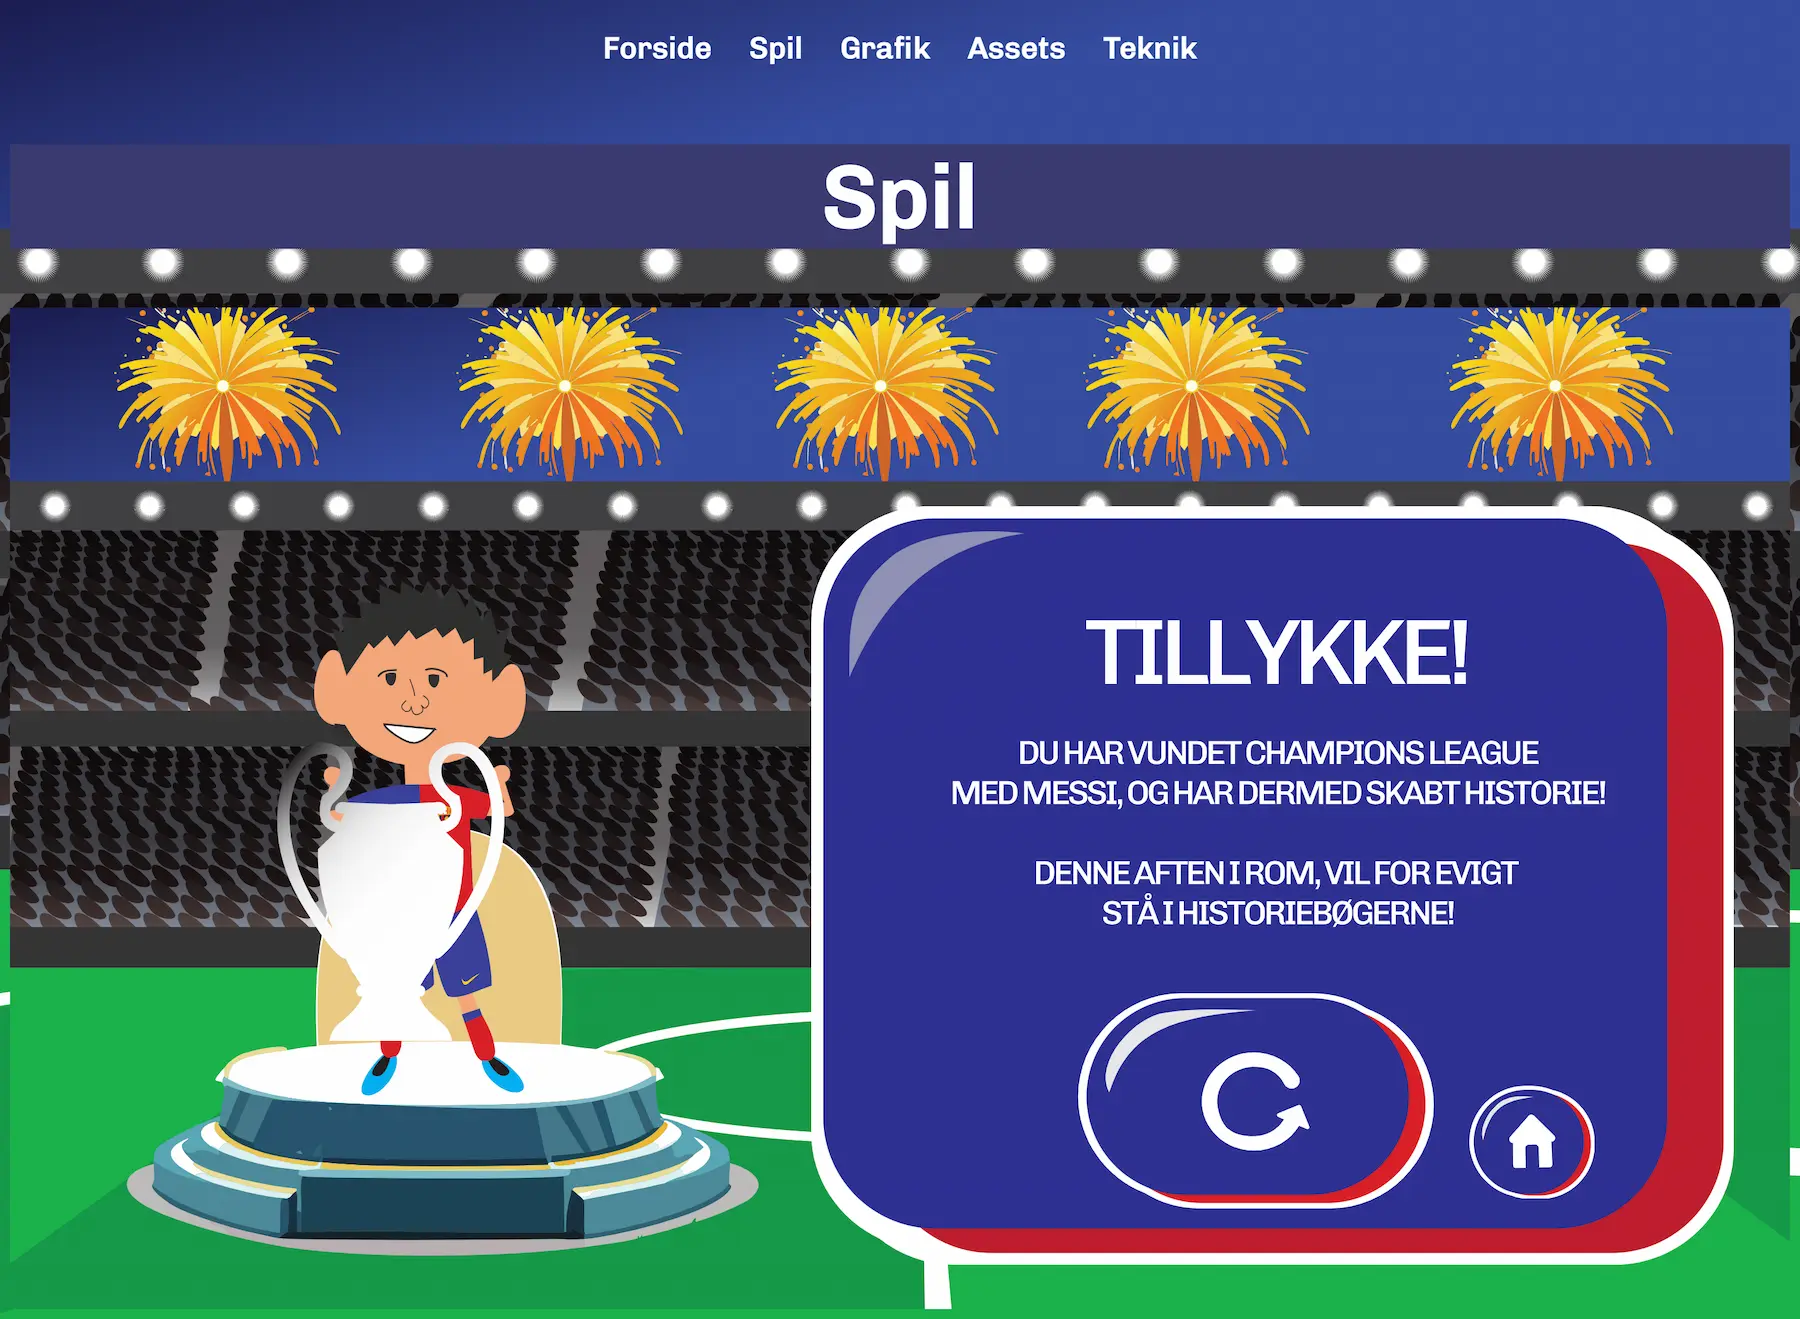 Forside Spil Grafik Assets Teknik
Spil
TILLYKKE!
DU HAR VUNDET CHAMPIONS LEAGUE
MED MESSI, OG HAR DERMED SKABT HISTORIE!
DENNE AFTEN I ROM, VIL FOR EVIGT
STÅ I HISTORIEBØGERNE!